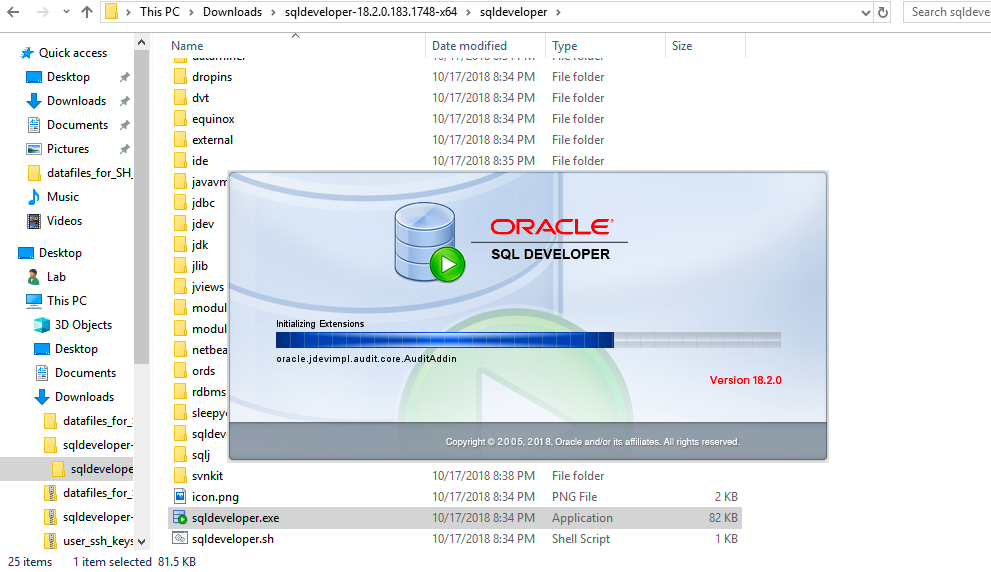 This PC > Downloads > sqldeveloper-18.2.0.183.1748-x64 > sqldeveloper >
Search sqldeve
Name Date modified Type Size
Quick access
Desktop
Downloads
Documents
Pictures
datafiles_for_SH_
Music
Videos
Desktop
Lab
This PC
3D Objects
Desktop
Documents
Downloads
datafiles_for_S
sqldeveloper-
sqldevelope
datafiles_for_S
sqldeveloper-
user_ssh_keys
dropins 10/17/2018 8:34 PM File folder
dvt 10/17/2018 8:34 PM File folder
equinox 10/17/2018 8:34 PM File folder
external 10/17/2018 8:34 PM File folder
ide 10/17/2018 8:35 PM File folder
javavm
jdbc
jdev
jdk
jlib
jviews
modul
modul
netbea
ords
rdbms
sleepy
sqldev
sqlj
svnkit 10/17/2018 8:38 PM File folder
icon.png 10/17/2018 8:34 PM PNG File 2 KB
sqldeveloper.exe 10/17/2018 8:34 PM Application 82 KB
sqldeveloper.sh 10/17/2018 8:34 PM Shell Script 1 KB
ORACLE®
SQL DEVELOPER
Initializing Extensions
oracle.jdevimpl.audit.core.AuditAddin
Version 18.2.0
Copyright © 2005, 2018, Oracle and/or its affiliates. All rights reserved.
25 items 1 item selected 81.5 KB